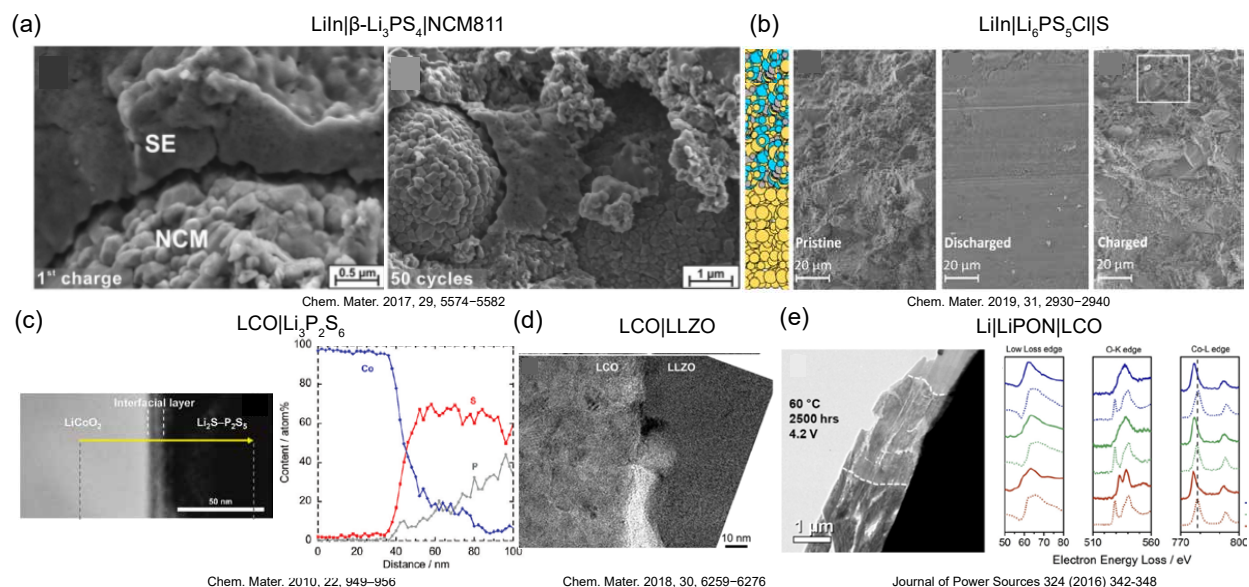 (a)
LiIn|β-Li₃PS₄|NCM811
SE
NCM
1st charge
0.5 μm
50 cycles
1 μm
Chem. Mater. 2017, 29, 5574−5582
(b)
LiIn|Li₆PS₅Cl|S
Pristine
20 μm
Discharged
20 μm
Charged
20 μm
Chem. Mater. 2019, 31, 2930−2940
(c)
LCO|Li₃P₂S₆
Interfacial layer
LiCoO₂
Li₂S–P₂S₅
50 nm
Content / atom%
100
80
60
40
20
0
Co
S
P
0 10 20 30 40 50 60 70 80 90 100
Distance / nm
Chem. Mater. 2010, 22, 949–956
(d)
LCO|LLZO
LCO
LLZO
10 nm
Chem. Mater. 2018, 30, 6259−6276
(e)
Li|LiPON|LCO
60 °C
2500 hrs
4.2 V
1 μm
Low Loss edge
O-K edge
Co-L edge
50 60 70 80
510 560
770 800
Electron Energy Loss / eV
Journal of Power Sources 324 (2016) 342-348